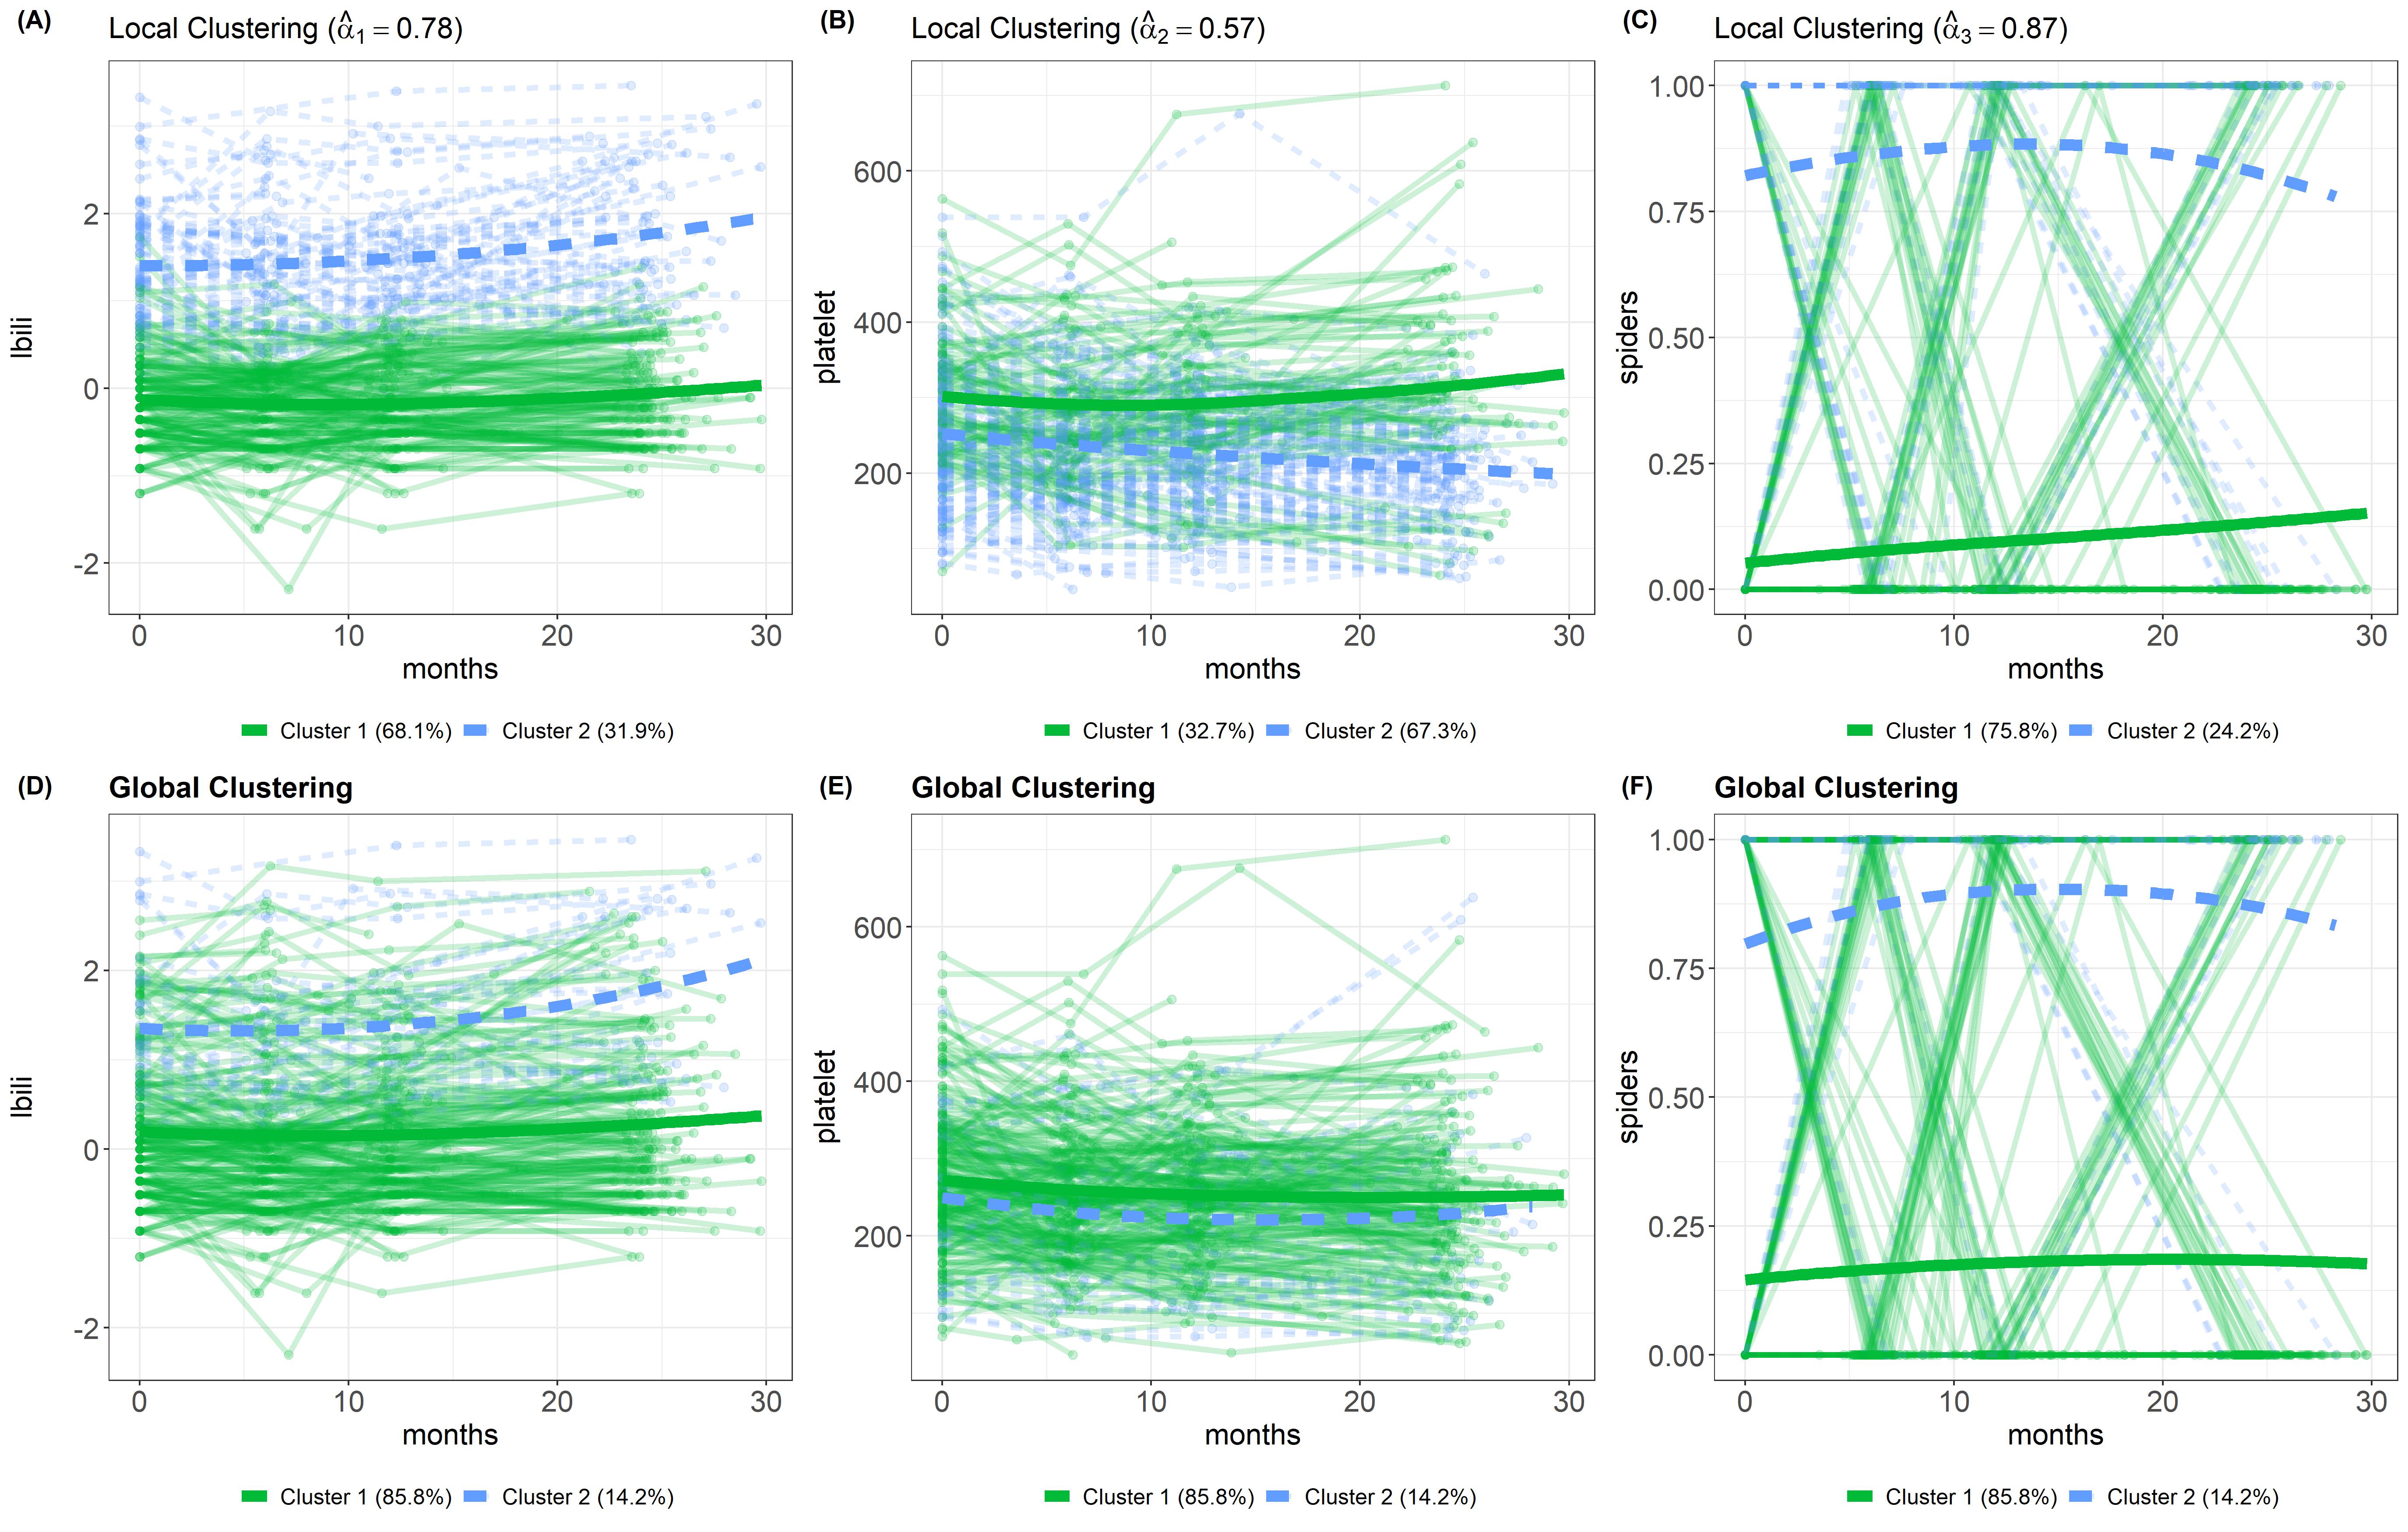 (A) Local Clustering (α̂₁ = 0.78)
lbili
2
0
-2
0 10 20 30
months
Cluster 1 (68.1%) Cluster 2 (31.9%)
(B) Local Clustering (α̂₂ = 0.57)
platelet
600
400
200
0 10 20 30
months
Cluster 1 (32.7%) Cluster 2 (67.3%)
(C) Local Clustering (α̂₃ = 0.87)
spiders
1.00
0.75
0.50
0.25
0.00
0 10 20 30
months
Cluster 1 (75.8%) Cluster 2 (24.2%)
(D) Global Clustering
lbili
2
0
-2
0 10 20 30
months
Cluster 1 (85.8%) Cluster 2 (14.2%)
(E) Global Clustering
platelet
600
400
200
0 10 20 30
months
Cluster 1 (85.8%) Cluster 2 (14.2%)
(F) Global Clustering
spiders
1.00
0.75
0.50
0.25
0.00
0 10 20 30
months
Cluster 1 (85.8%) Cluster 2 (14.2%)